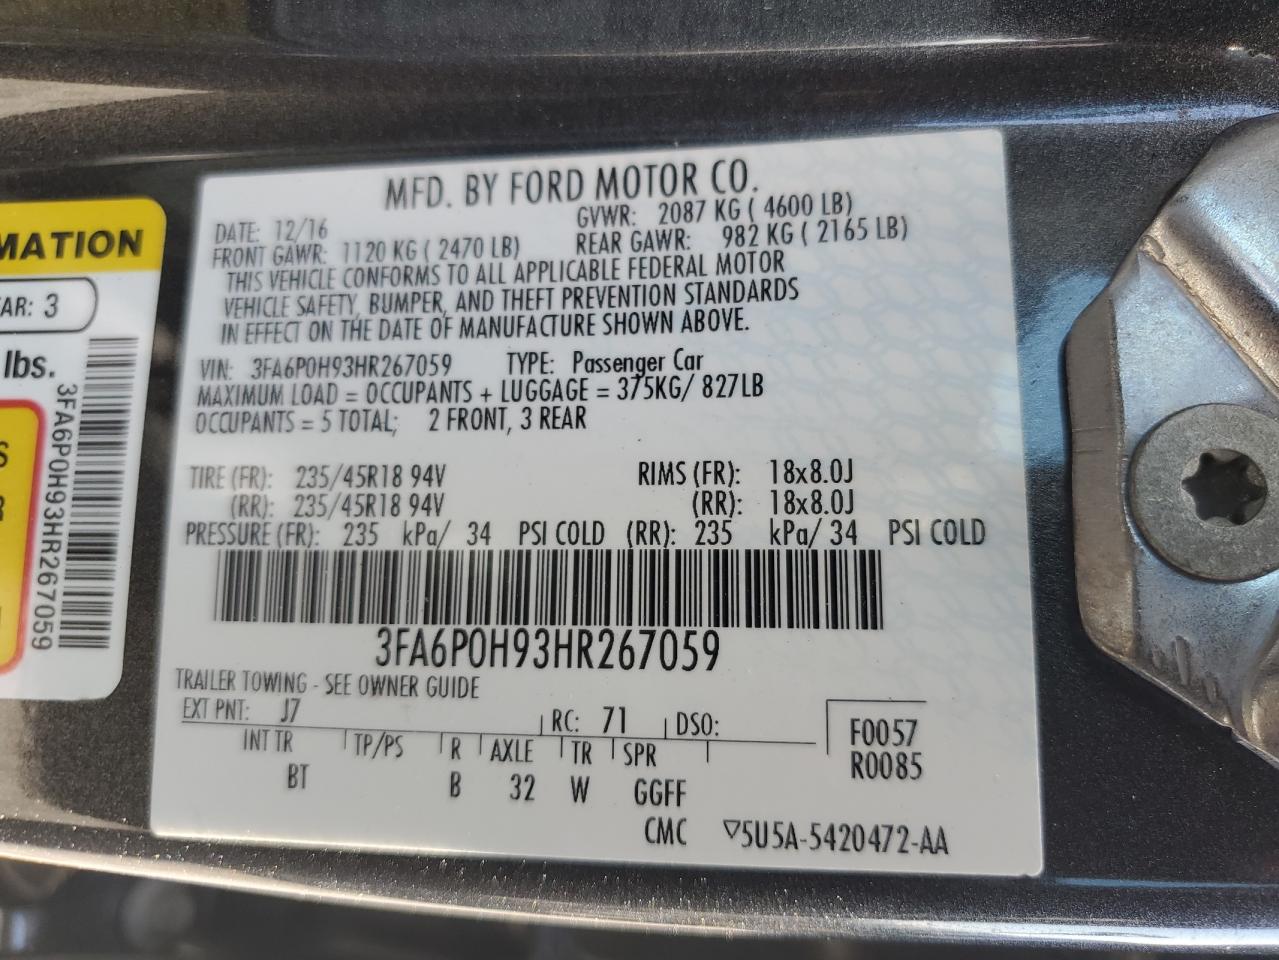 MFD. BY FORD MOTOR CO.
DATE: 12/16 GVWR: 2087 KG ( 4600 LB)
FRONT GAWR: 1120 KG ( 2470 LB) REAR GAWR: 982 KG ( 2165 LB)
THIS VEHICLE CONFORMS TO ALL APPLICABLE FEDERAL MOTOR
VEHICLE SAFETY, BUMPER, AND THEFT PREVENTION STANDARDS
IN EFFECT ON THE DATE OF MANUFACTURE SHOWN ABOVE.
VIN: 3FA6P0H93HR267059 TYPE: Passenger Car
MAXIMUM LOAD = OCCUPANTS + LUGGAGE = 375KG/ 827LB
OCCUPANTS = 5 TOTAL; 2 FRONT, 3 REAR
TIRE (FR): 235/45R18 94V RIMS (FR): 18x8.0J
(RR): 235/45R18 94V (RR): 18x8.0J
PRESSURE (FR): 235 kPa/ 34 PSI COLD (RR): 235 kPa/ 34 PSI COLD
3FA6P0H93HR267059
TRAILER TOWING - SEE OWNER GUIDE
EXT PNT: J7 RC: 71 DSO:
INT TR TP/PS R AXLE TR SPR
BT B 32 W GGFF
F0057
R0085
CMC ▽5U5A-5420472-AA
MATION
AR: 3
lbs.
3FA6P0H93HR267059
S
R